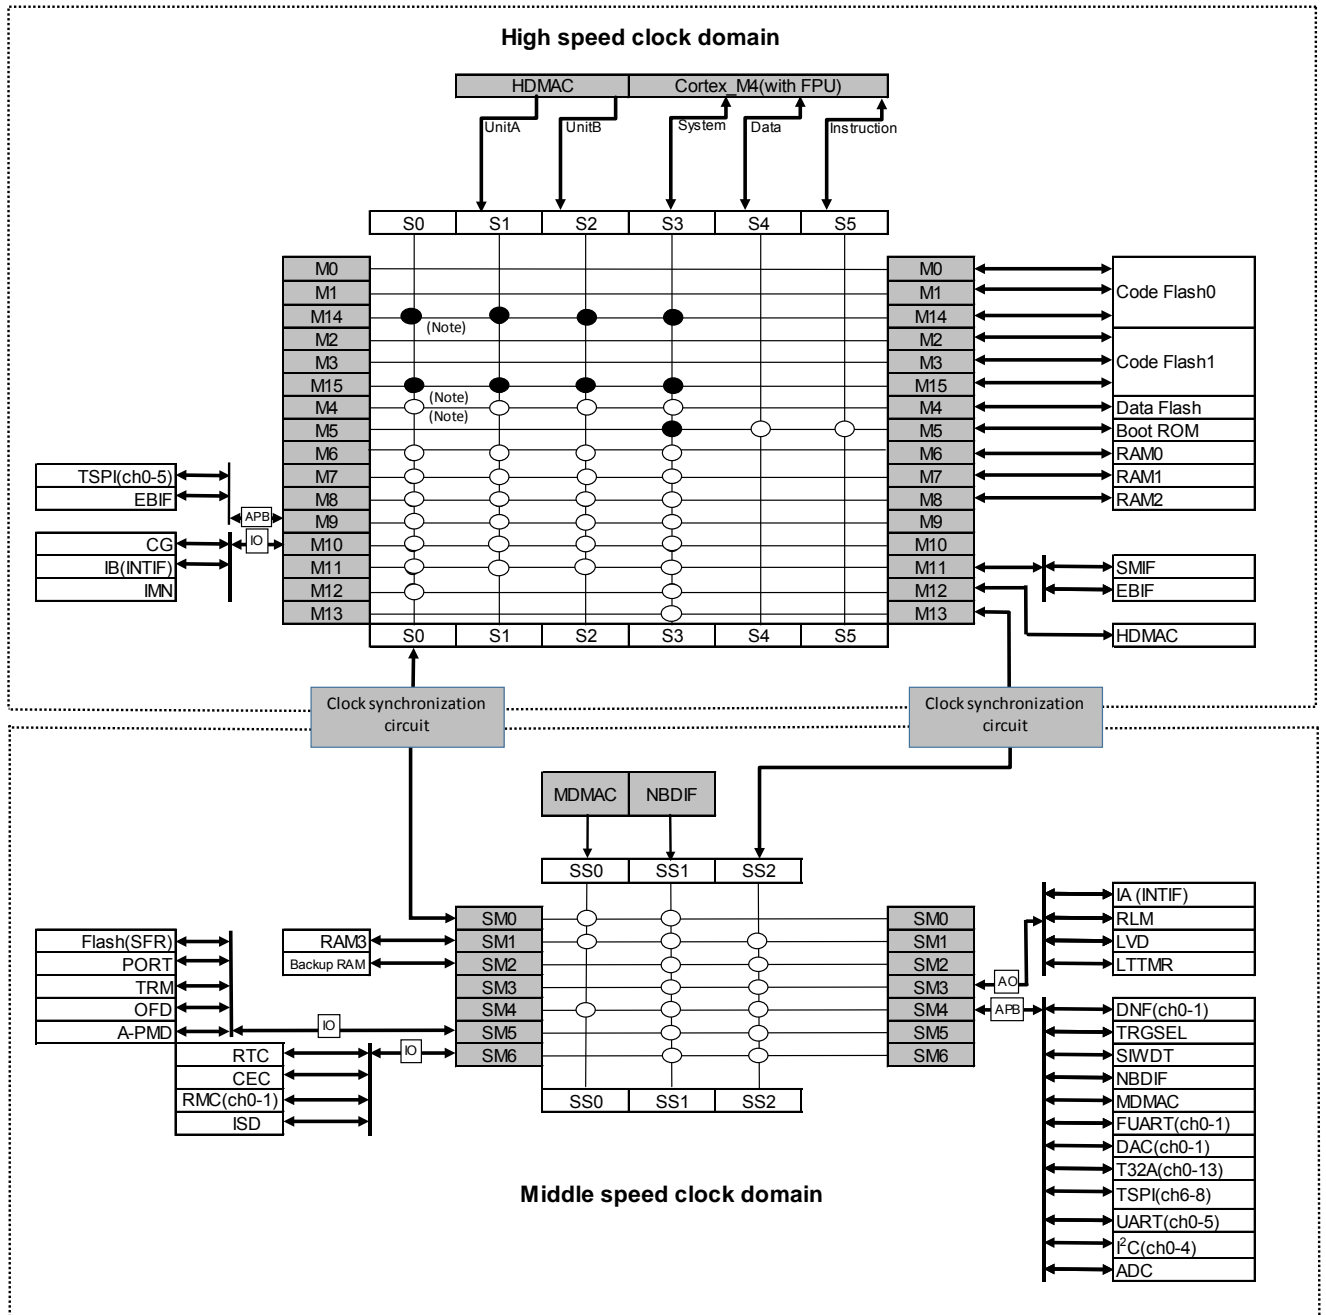 High speed clock domain
HDMAC Cortex_M4(with FPU)
UnitA UnitB System Data Instruction
S0 S1 S2 S3 S4 S5
M0 M0
M1 M1 Code Flash0
M14 (Note) M14
M2 M2
M3 M3 Code Flash1
M15 (Note) M15
M4 (Note) M4 Data Flash
M5 M5 Boot ROM
M6 M6 RAM0
TSPI(ch0-5) M7 M7 RAM1
EBIF M8 M8 RAM2
APB M9 M9
CG IO M10 M10
IB(INTIF) M11 M11 SMIF
IMN M12 M12 EBIF
M13 M13
S0 S1 S2 S3 S4 S5 HDMAC
Clock synchronization
circuit
Clock synchronization
circuit
MDMAC NBDIF
SS0 SS1 SS2
SM0 SM0
RAM3 SM1 SM1
Backup RAM SM2 SM2
SM3 SM3
SM4 SM4
SM5 SM5
SM6 SM6
SS0 SS1 SS2
Flash(SFR)
PORT
TRM
OFD
A-PMD IO
RTC IO
CEC
RMC(ch0-1)
ISD
IA (INTIF)
RLM
LVD
LTTMR
AO
APB
DNF(ch0-1)
TRGSEL
SIWDT
NBDIF
MDMAC
FUART(ch0-1)
DAC(ch0-1)
T32A(ch0-13)
TSPI(ch6-8)
UART(ch0-5)
I²C(ch0-4)
ADC
Middle speed clock domain